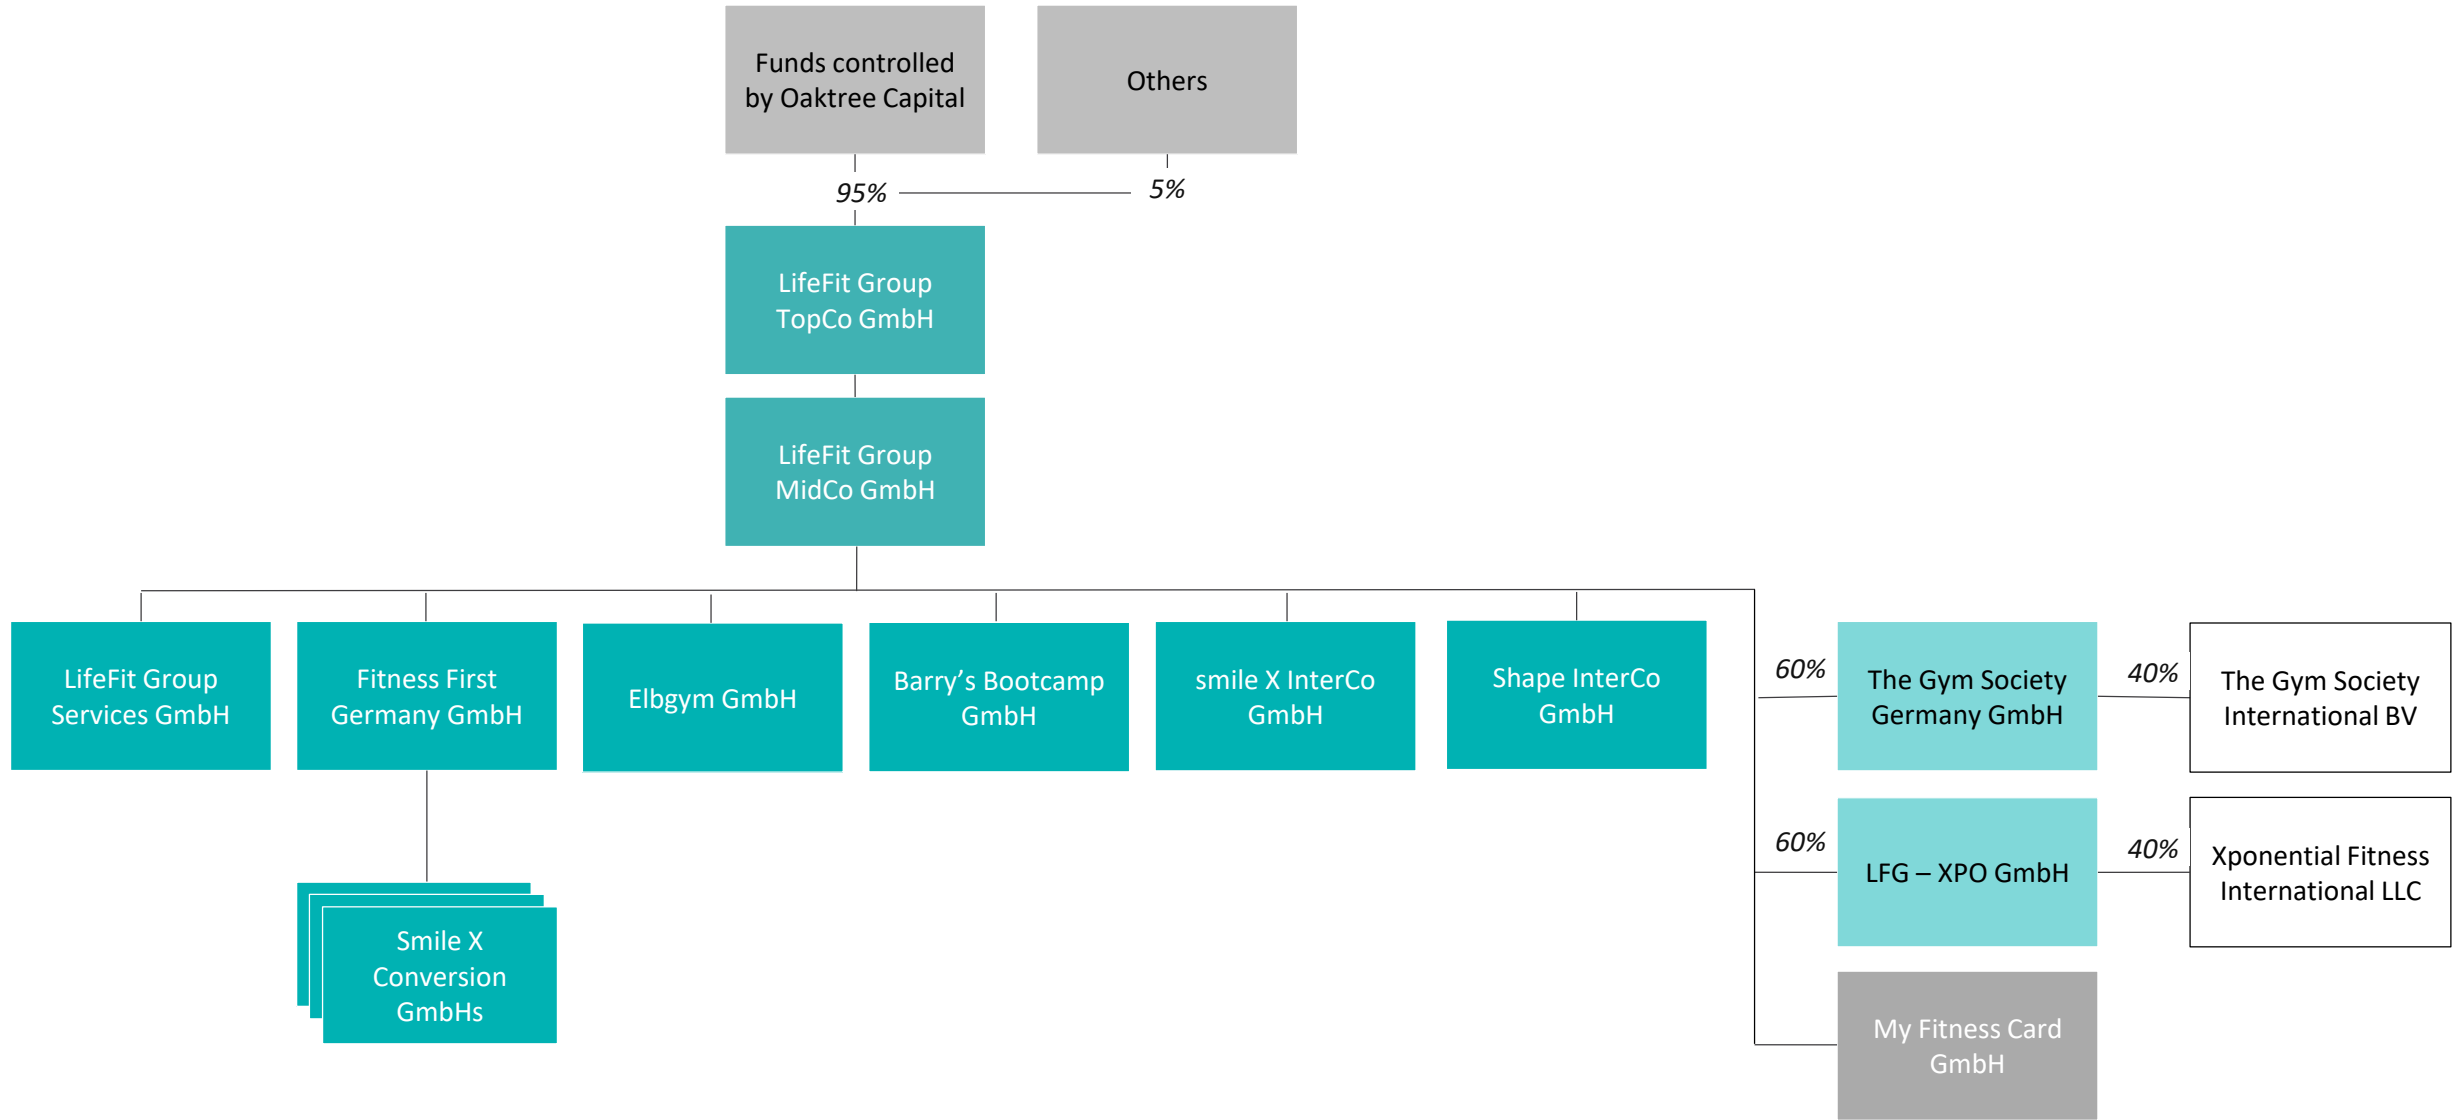 Funds controlled
by Oaktree Capital
Others
95%
5%
LifeFit Group
TopCo GmbH
LifeFit Group
MidCo GmbH
LifeFit Group
Services GmbH
Fitness First
Germany GmbH
Elbgym GmbH
Barry’s Bootcamp
GmbH
smile X InterCo
GmbH
Shape InterCo
GmbH
60%
The Gym Society
Germany GmbH
40%
The Gym Society
International BV
60%
LFG – XPO GmbH
40%
Xponential Fitness
International LLC
Smile X
Conversion
GmbHs
My Fitness Card
GmbH